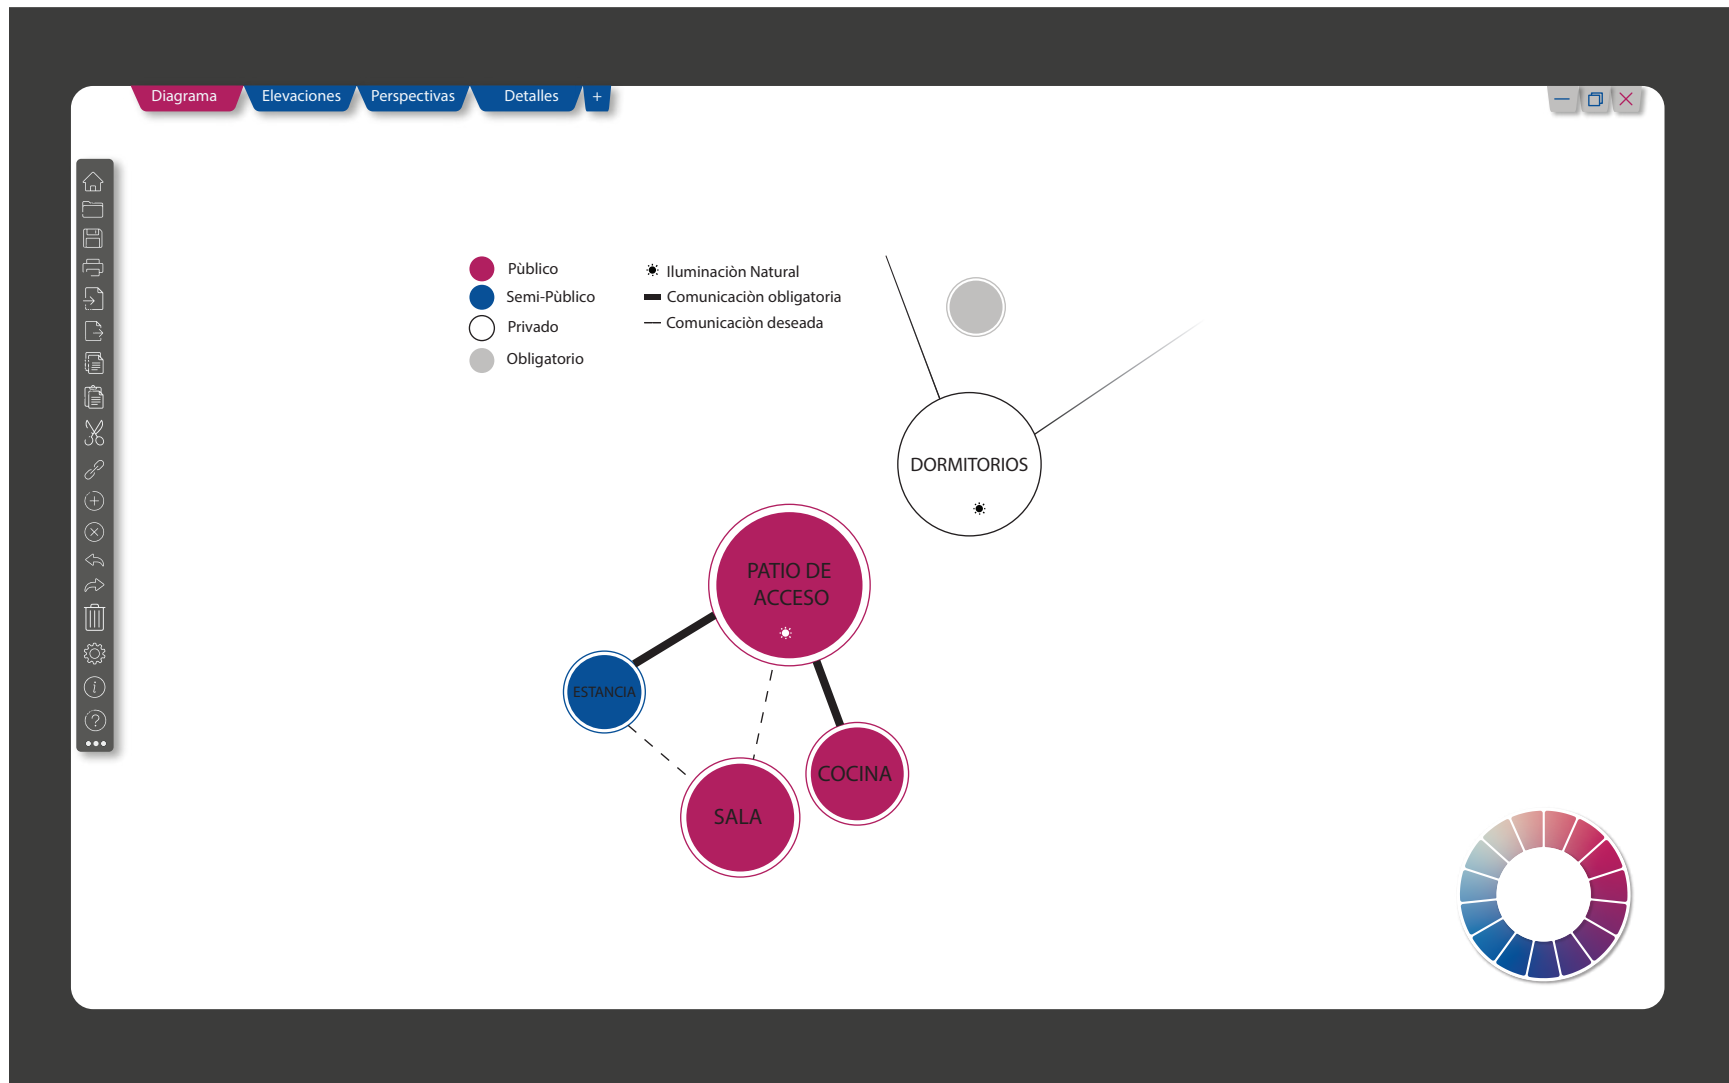 Diagrama
Elevaciones
Perspectivas
Detalles
+
Pùblico
Semi-Pùblico
Privado
Obligatorio
Iluminaciòn Natural
Comunicaciòn obligatoria
Comunicaciòn deseada
DORMITORIOS
PATIO DE
ACCESO
ESTANCIA
COCINA
SALA